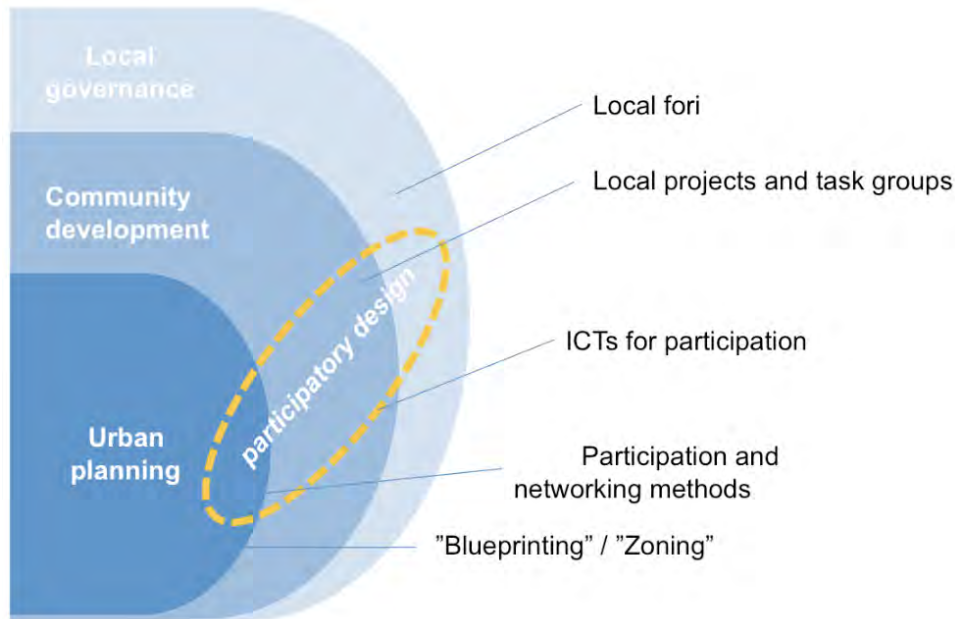 Local
governance
Community
development
Urban
planning
participatory design
Local fori
Local projects and task groups
ICTs for participation
Participation and
networking methods
”Blueprinting” / ”Zoning”